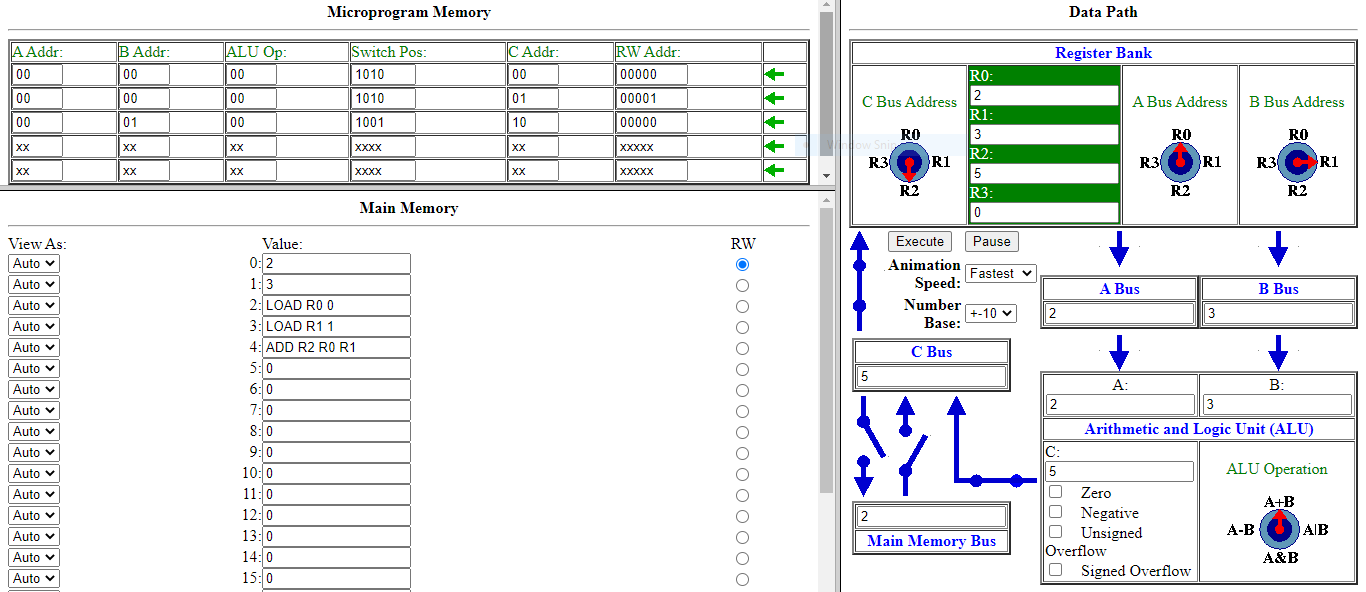 Microprogram Memory
A Addr: B Addr: ALU Op: Switch Pos: C Addr: RW Addr:
00 00 00 1010 00 00000
00 00 00 1010 01 00001
00 01 00 1001 10 00000
xx xx xx xxxx xx xxxxx
xx xx xx xxxx xx xxxxx
Main Memory
View As: Value: RW
Auto 0: 2
Auto 1: 3
Auto 2: LOAD R0 0
Auto 3: LOAD R1 1
Auto 4: ADD R2 R0 R1
Auto 5: 0
Auto 6: 0
Auto 7: 0
Auto 8: 0
Auto 9: 0
Auto 10: 0
Auto 11: 0
Auto 12: 0
Auto 13: 0
Auto 14: 0
Auto 15: 0
Data Path
Register Bank
C Bus Address
R0
R3 R1
R2
R0:
2
R1:
3
R2:
5
R3:
0
A Bus Address
R0
R3 R1
R2
B Bus Address
R0
R3 R1
R2
Execute Pause
Animation Speed: Fastest
Number Base: +-10
A Bus
2
B Bus
3
C Bus
5
A:
2
B:
3
Arithmetic and Logic Unit (ALU)
C:
5
Zero
Negative
Unsigned
Overflow
Signed Overflow
ALU Operation
A+B
A-B A|B
A&B
2
Main Memory Bus